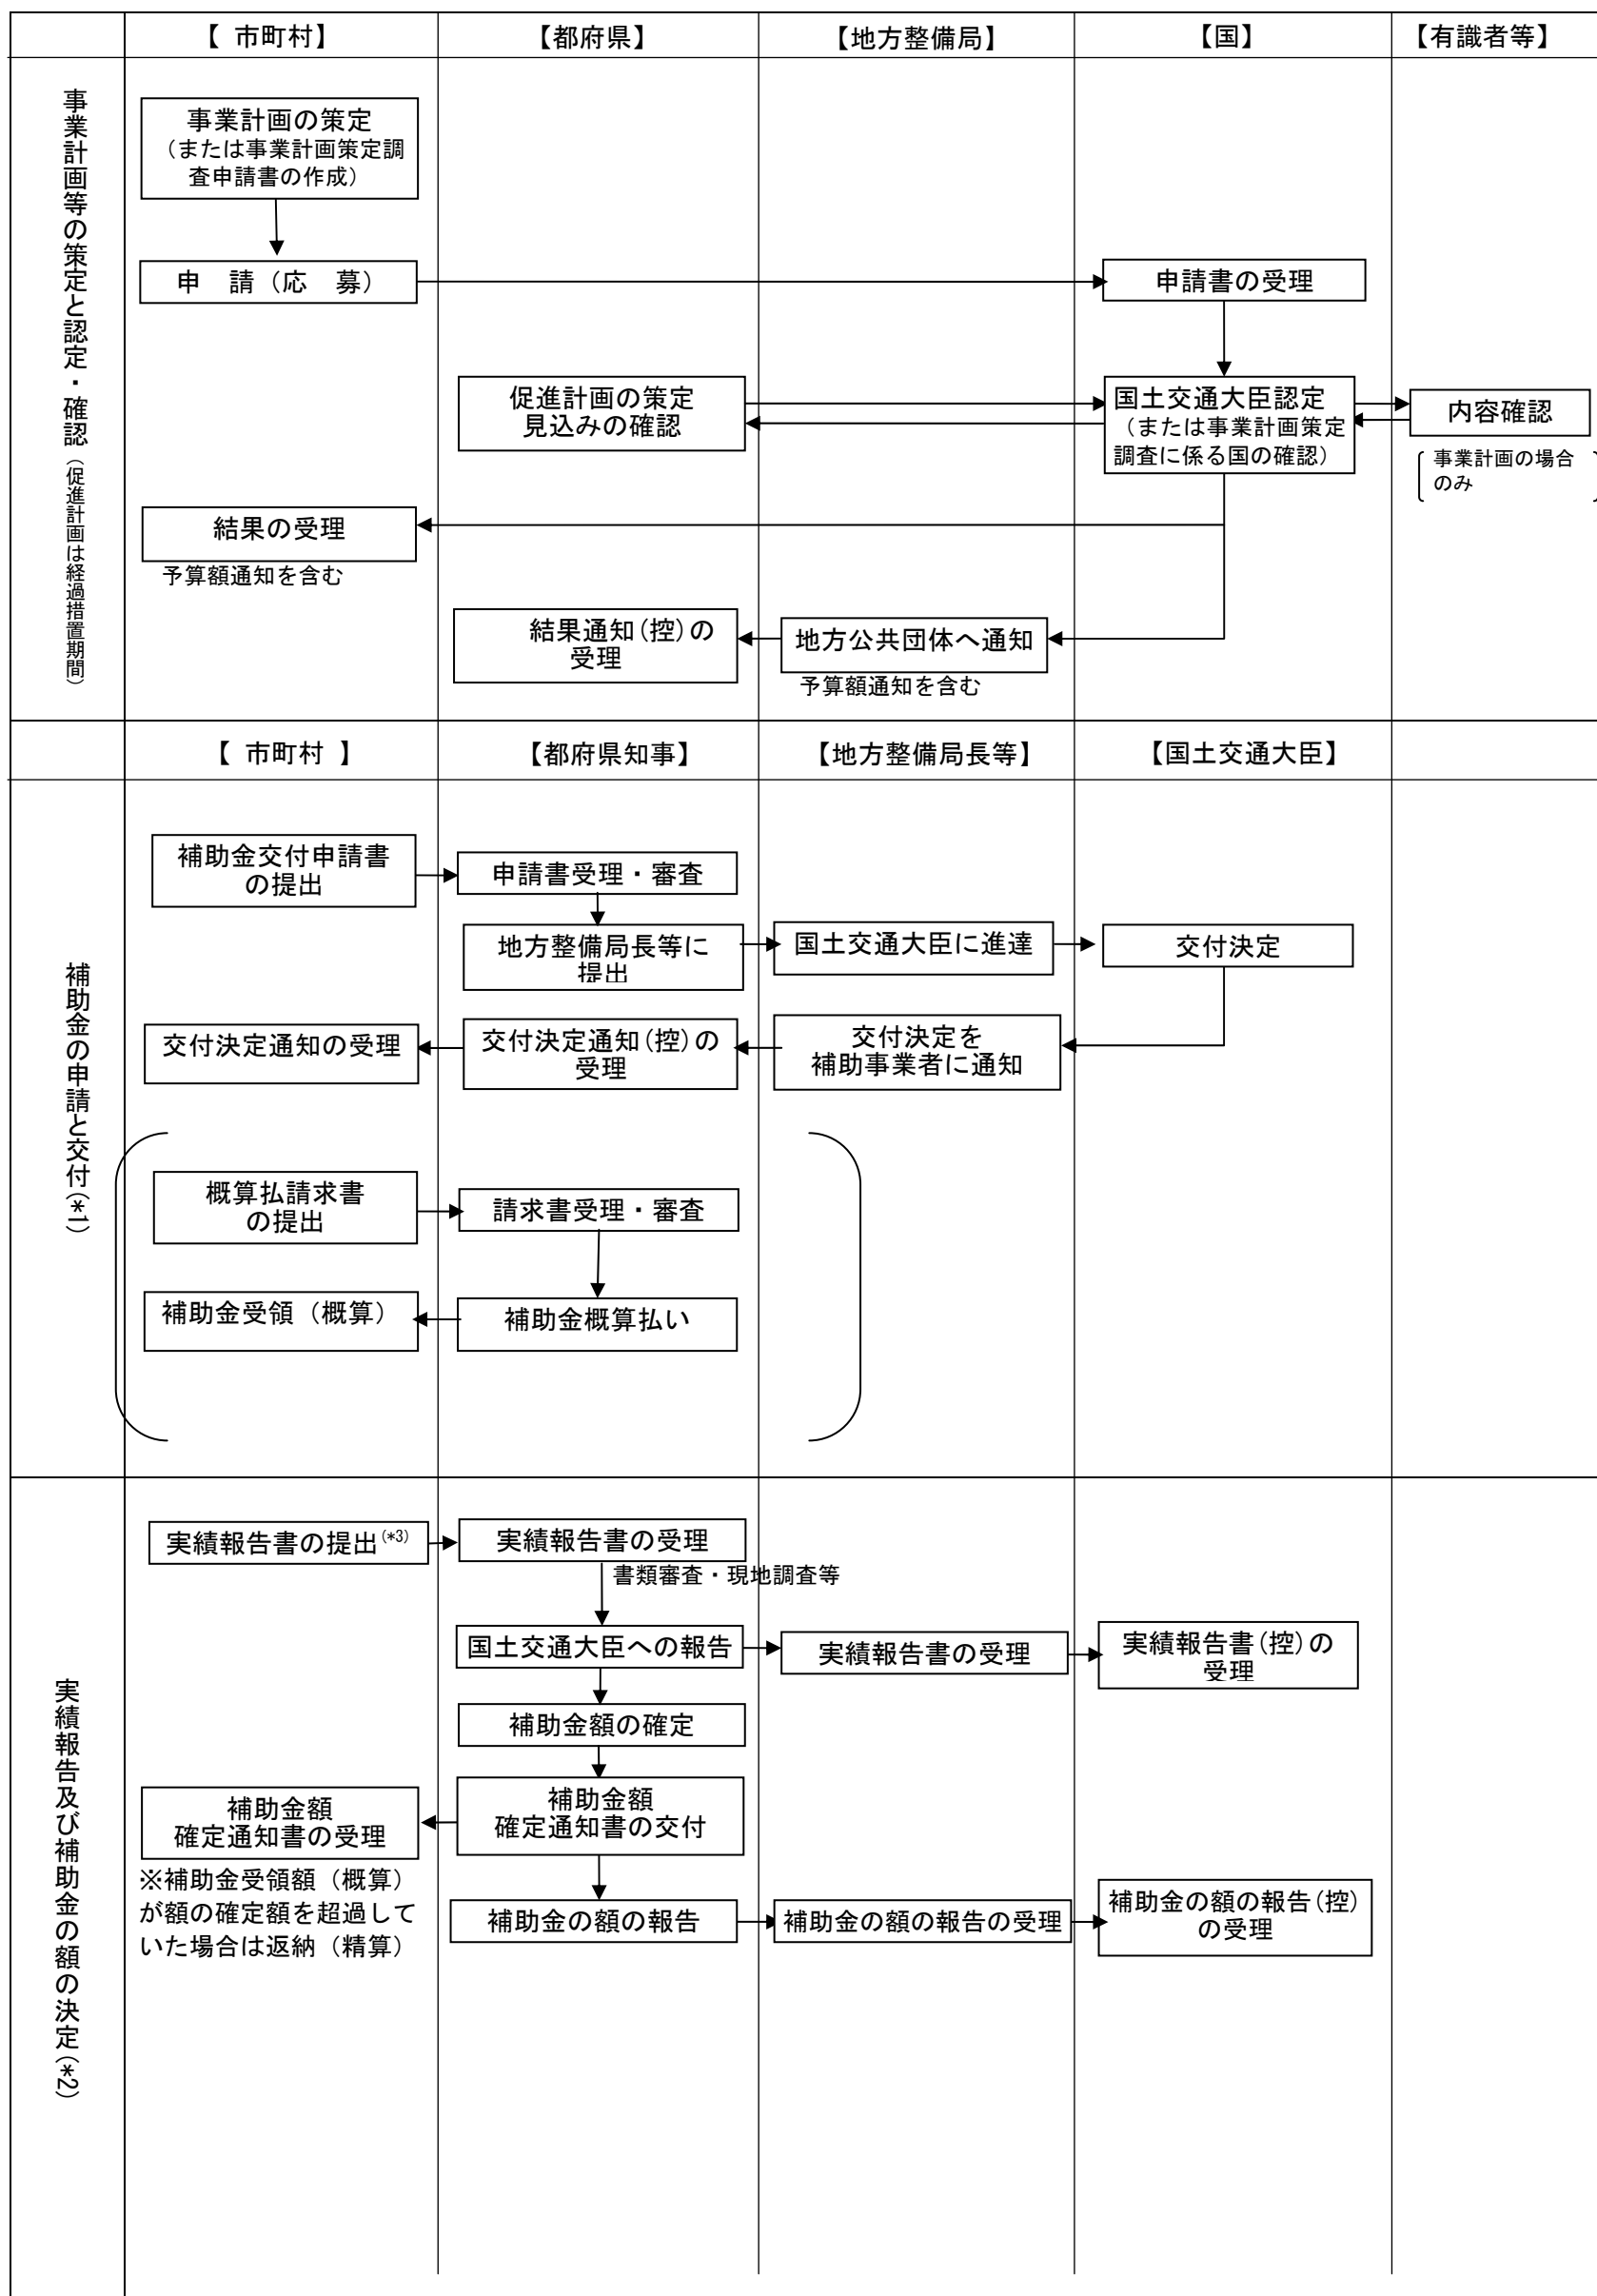 【 市町村】
【都府県】
【地方整備局】
【国】
【有識者等】
事業計画等の策定と認定・確認（促進計画は経過措置期間）
事業計画の策定
（または事業計画策定調
査申請書の作成）
申　請（応　募）
申請書の受理
促進計画の策定
見込みの確認
国土交通大臣認定
（または事業計画策定
調査に係る国の確認）
内容確認
事業計画の場合
のみ
結果の受理
予算額通知を含む
結果通知(控)の
受理
地方公共団体へ通知
予算額通知を含む
【 市町村 】
【都府県知事】
【地方整備局長等】
【国土交通大臣】
補助金の申請と交付(*1)
補助金交付申請書
の提出
申請書受理・審査
地方整備局長等に
提出
国土交通大臣に進達
交付決定
交付決定通知の受理
交付決定通知(控)の
受理
交付決定を
補助事業者に通知
概算払請求書
の提出
請求書受理・審査
補助金受領（概算）
補助金概算払い
実績報告及び補助金の額の決定(*2)
実績報告書の提出(*3)
実績報告書の受理
書類審査・現地調査等
国土交通大臣への報告
実績報告書の受理
実績報告書(控)の
受理
補助金額の確定
補助金額
確定通知書の受理
補助金額
確定通知書の交付
※補助金受領額（概算）
が額の確定額を超過して
いた場合は返納（精算）
補助金の額の報告
補助金の額の報告の受理
補助金の額の報告(控)
の受理